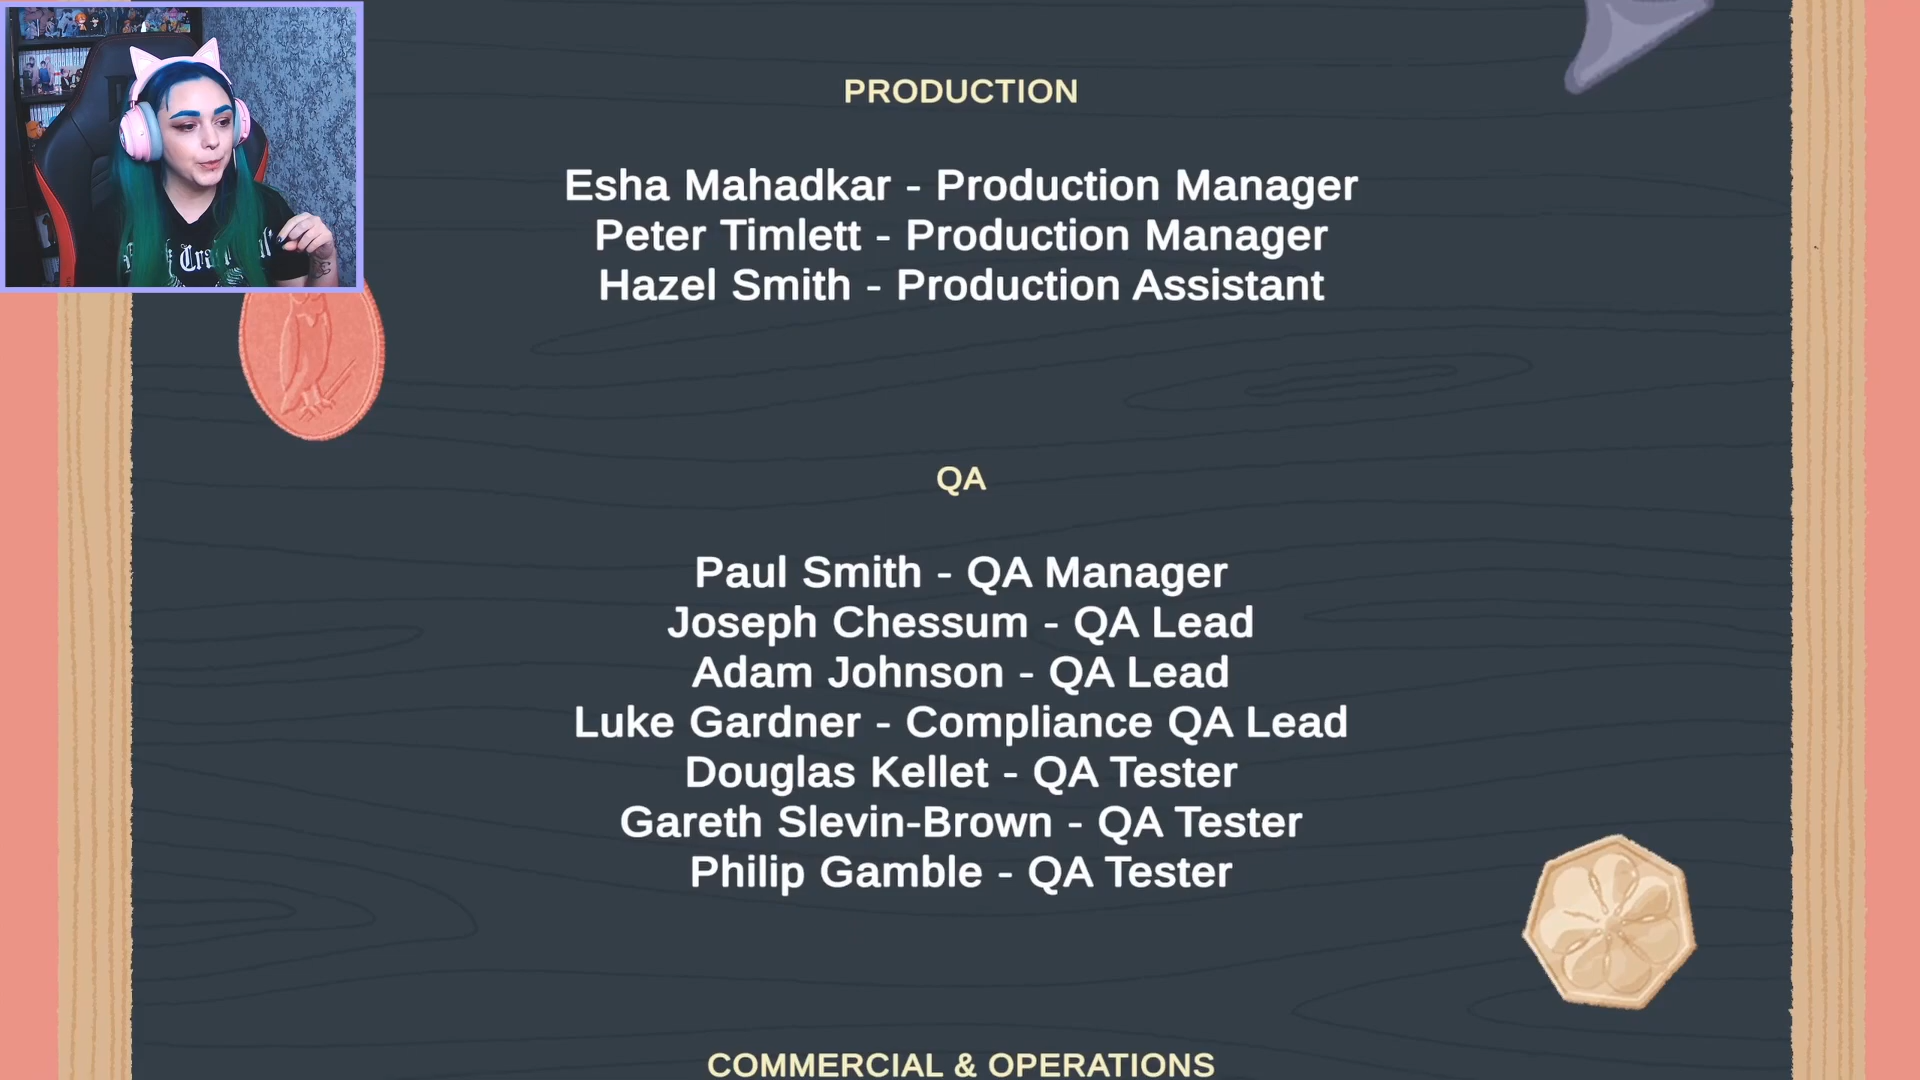 PRODUCTION
Esha Mahadkar - Production Manager
Peter Timlett - Production Manager
Hazel Smith - Production Assistant
QA
Paul Smith - QA Manager
Joseph Chessum - QA Lead
Adam Johnson - QA Lead
Luke Gardner - Compliance QA Lead
Douglas Kellet - QA Tester
Gareth Slevin-Brown - QA Tester
Philip Gamble - QA Tester
COMMERCIAL & OPERATIONS